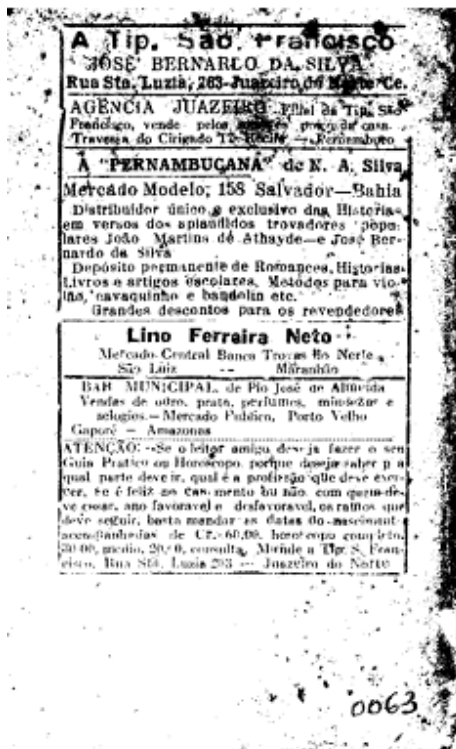 A Tip. São Francisco
JOSÉ BERNARDO DA SILVA
Rua Sta. Luzia, 263-Juazeiro do Norte Ce.
AGENCIA JUAZEIRO Filial da Tip. São
Francisco, vende pelos preço da casa
Travessa do Cirigado 12 Recife — Pernambuco
A "PERNAMBUCANA" de N. A. Silva
Mercádo Modelo, 158 Salvador—Bahia
Distribuidor único e exclusivo das Historias
em versos dos aplaudidos trovadores popu-
lares João Martins de Athayde—e José Ber-
nardo da Silva
Depósito permanente de Romances, Historias
Livros e artigos escolares, Metodos para vio-
lão, cavaquinho e bandolin etc.
Grandes descontos para os revendedores
Lino Ferreira Neto
Mercado Central Banca Trovas do Norte
São Luiz -- Maranhão
BAR MUNICIPAL, de Pio José de Almeida
Vendas de ouro, prata, perfumes, miudezas e
relogios.—Mercado Publico, Porto Velho
Gaporé — Amazonas
ATENÇÃO: --Se o leitor amigo deseja fazer o seu
Guia Pratico ou Horoscopo, porque deseja saber p a
qual parte deve ir, qual é a profissão que deve exer-
cer, se é feliz no cas mento ou não, com quem de-
ve casar, ano favoravel e desfavoravel, os ramos que
deve seguir, basta mandar as datas do nasciment
acompanhadas de Cr.-60,00, horoscopo completo,
30 00, medio, 20, 0, consulta, Mande a Tip. S. Fran-
cisco, Rua Sta. Luzia 263 -- Juazeiro do Norte
0063